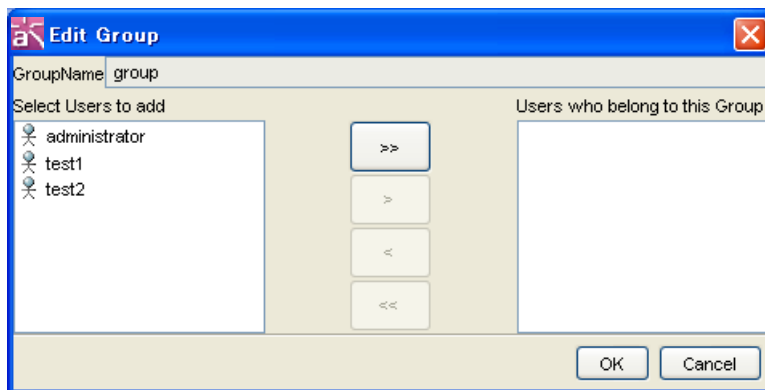 Edit Group
GroupName group
Select Users to add
Users who belong to this Group
administrator
test1
test2
>>
>
<
<<
OK Cancel